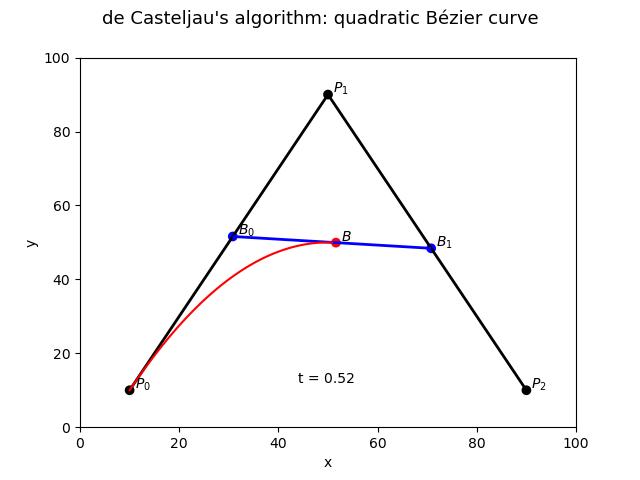 de Casteljau's algorithm: quadratic Bézier curve
100
P₁
80
y
60
B₀
B
B₁
40
20
t = 0.52
P₀
P₂
0
0 20 40 60 80 100
x